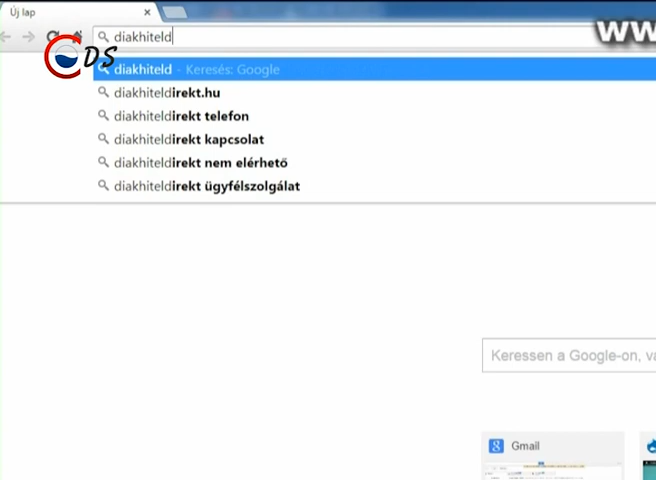 Új lap
diakhiteld
ww
CDS
diakhiteld - Keresés: Google
diakhiteldirekt.hu
diakhiteldirekt telefon
diakhiteldirekt kapcsolat
diakhiteldirekt nem elérhető
diakhiteldirekt ügyfélszolgálat
Keressen a Google-on, va
Gmail